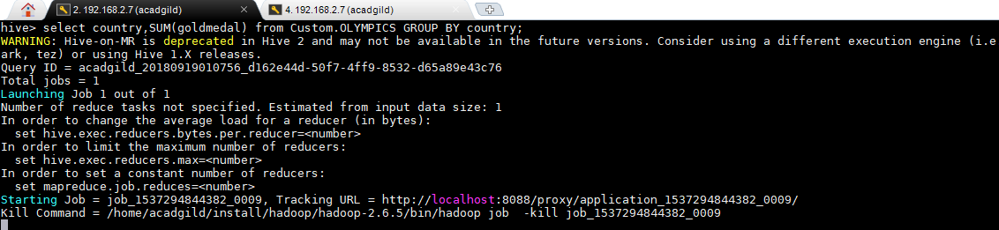 2. 192.168.2.7 (acadgild)
4. 192.168.2.7 (acadgild)
hive> select country,SUM(goldmedal) from Custom.OLYMPICS GROUP BY country;
WARNING: Hive-on-MR is deprecated in Hive 2 and may not be available in the future versions. Consider using a different execution engine (i.e
ark, tez) or using Hive 1.X releases.
Query ID = acadgild_20180919010756_d162e44d-50f7-4ff9-8532-d65a89e43c76
Total jobs = 1
Launching Job 1 out of 1
Number of reduce tasks not specified. Estimated from input data size: 1
In order to change the average load for a reducer (in bytes):
  set hive.exec.reducers.bytes.per.reducer=<number>
In order to limit the maximum number of reducers:
  set hive.exec.reducers.max=<number>
In order to set a constant number of reducers:
  set mapreduce.job.reduces=<number>
Starting Job = job_1537294844382_0009, Tracking URL = http://localhost:8088/proxy/application_1537294844382_0009/
Kill Command = /home/acadgild/install/hadoop/hadoop-2.6.5/bin/hadoop job  -kill job_1537294844382_0009